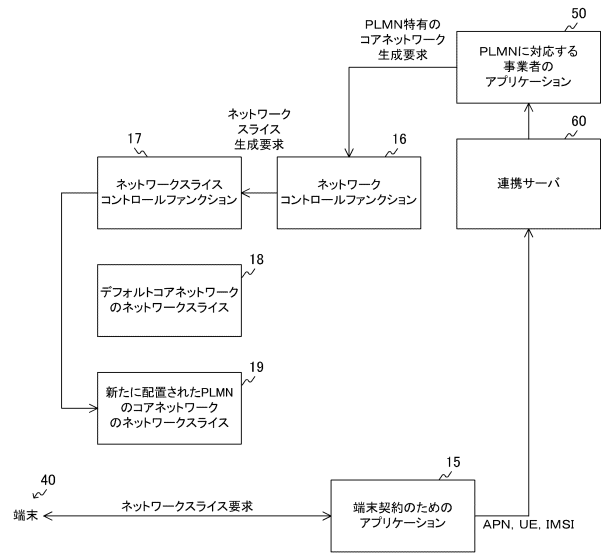 50
PLMN特有の
コアネットワーク
生成要求
PLMNに対応する
事業者の
アプリケーション
ネットワーク
スライス
生成要求
17
16
60
ネットワークスライス
コントロールファンクション
ネットワーク
コントロールファンクション
連携サーバ
18
デフォルトコアネットワーク
のネットワークスライス
19
新たに配置されたPLMN
のコアネットワーク
のネットワークスライス
15
40
端末
ネットワークスライス要求
端末契約のための
アプリケーション
APN, UE, IMSI